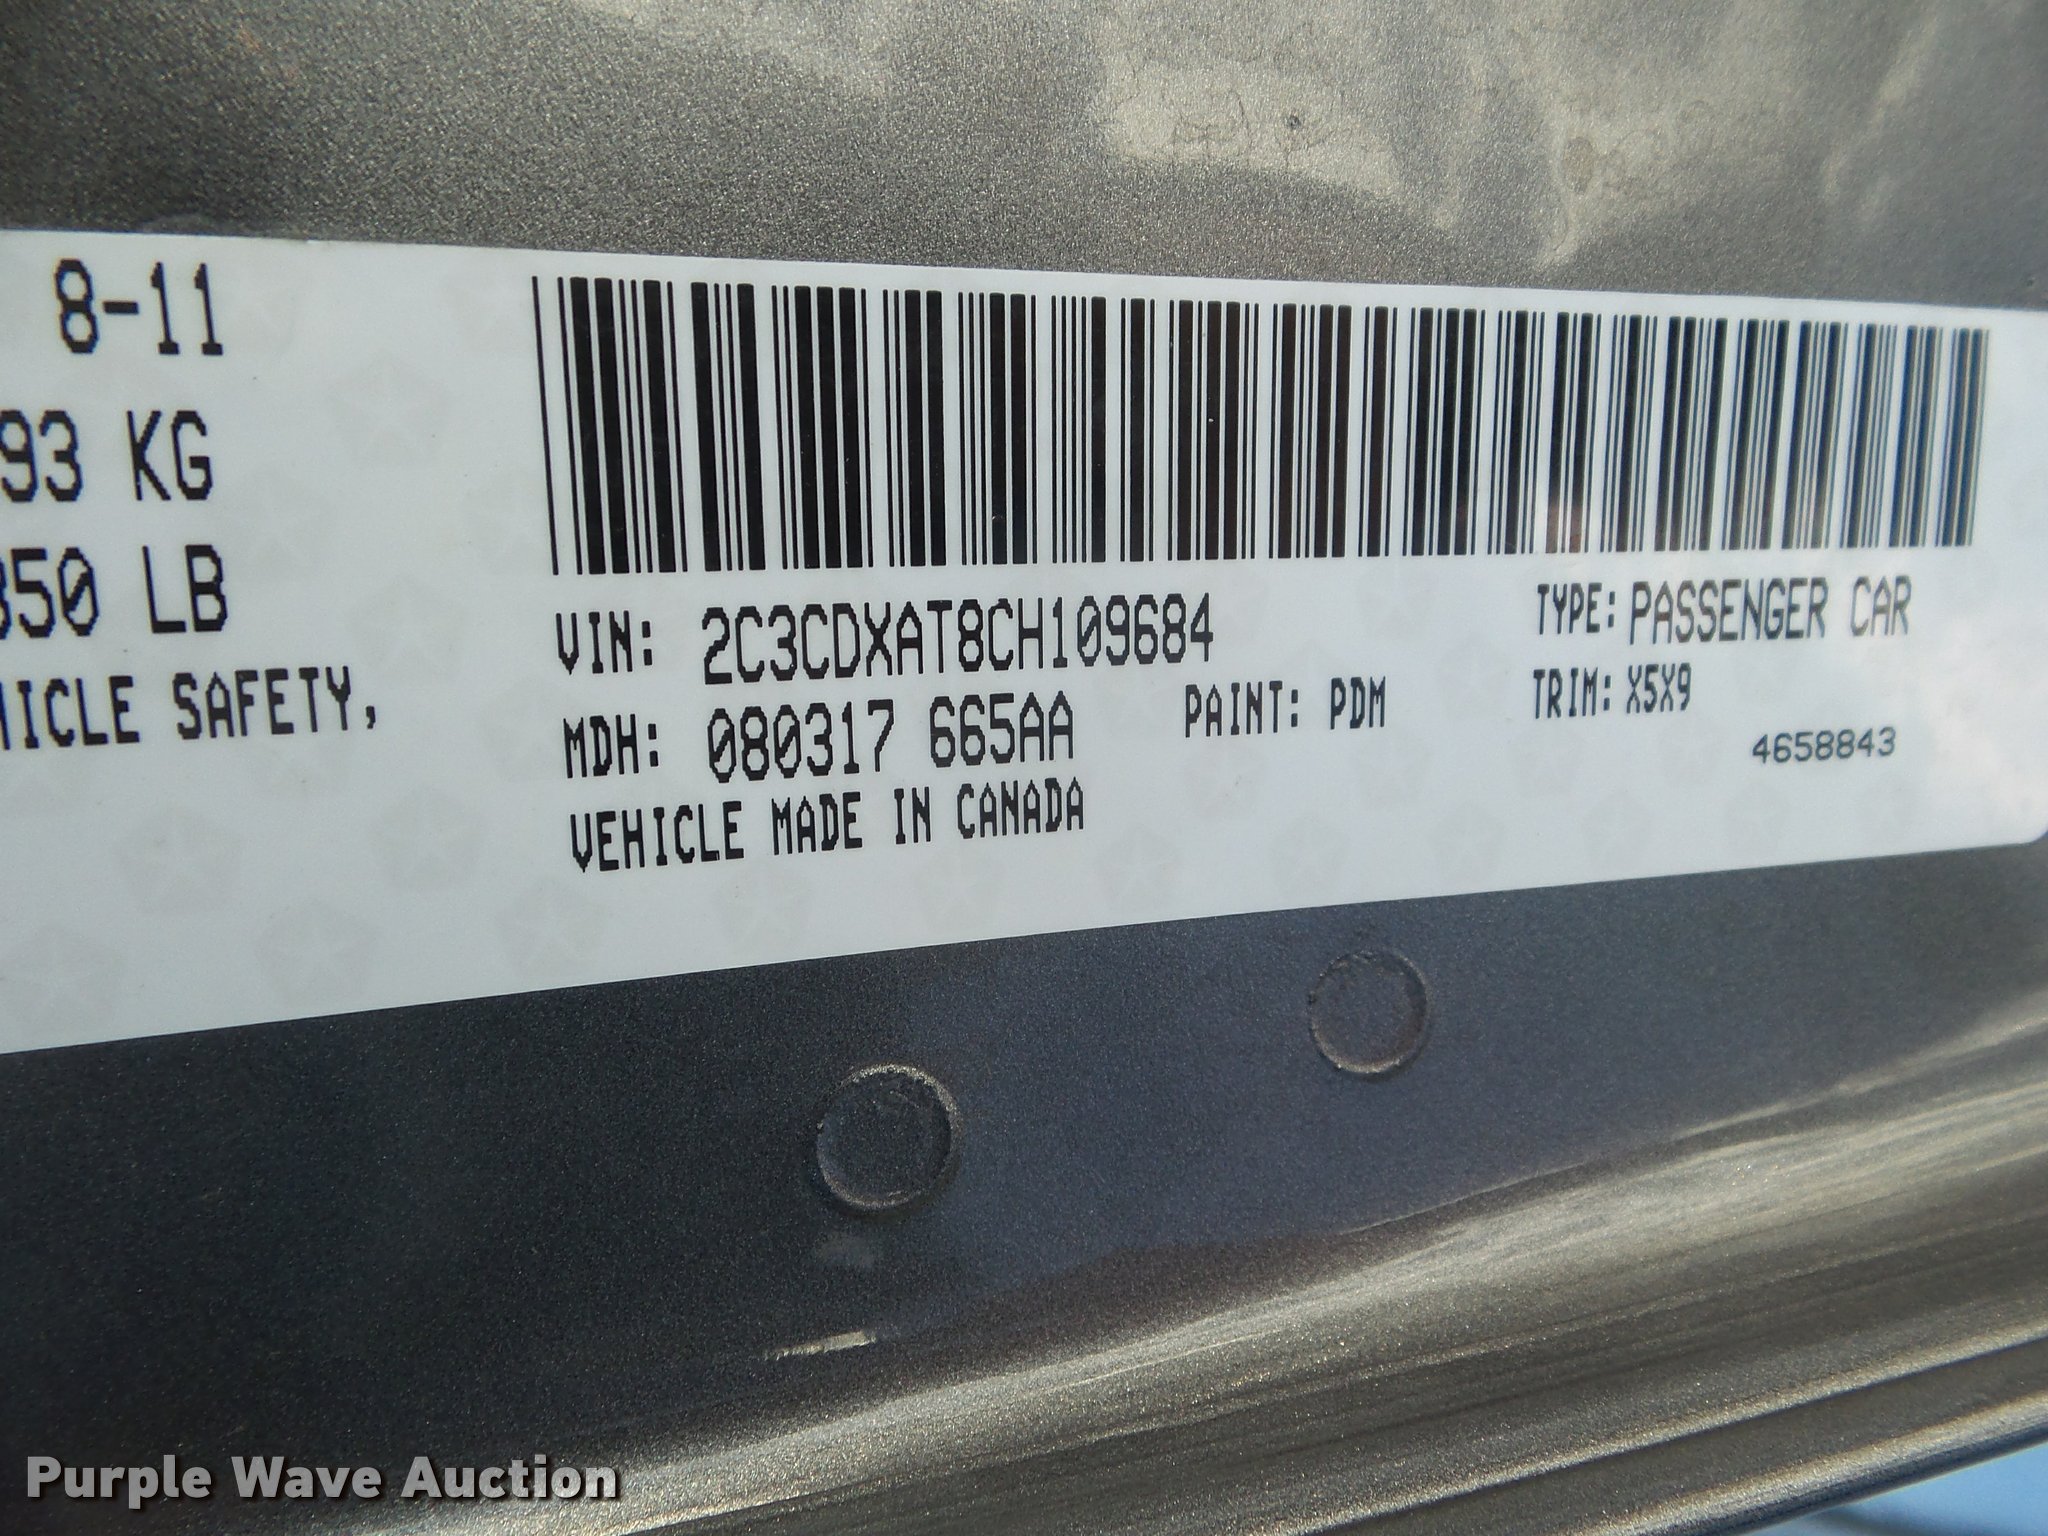 8-11
93 KG
350 LB
VEHICLE SAFETY,
VIN: 2C3CDXAT8CH109684
TYPE: PASSENGER CAR
MDH: 080317 665AA
PAINT: PDM
TRIM: X5X9
4658843
VEHICLE MADE IN CANADA
Purple Wave Auction